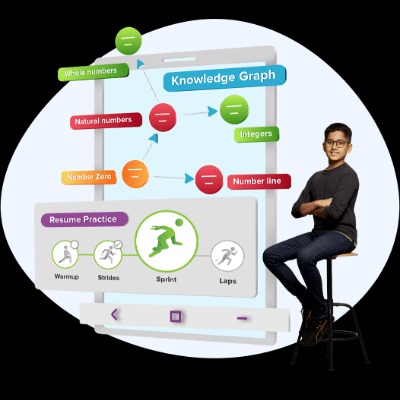 Whole numbers
Knowledge Graph
Natural numbers
Integers
Number Zero
Number line
Resume Practice
Warmup
Strides
Sprint
Laps